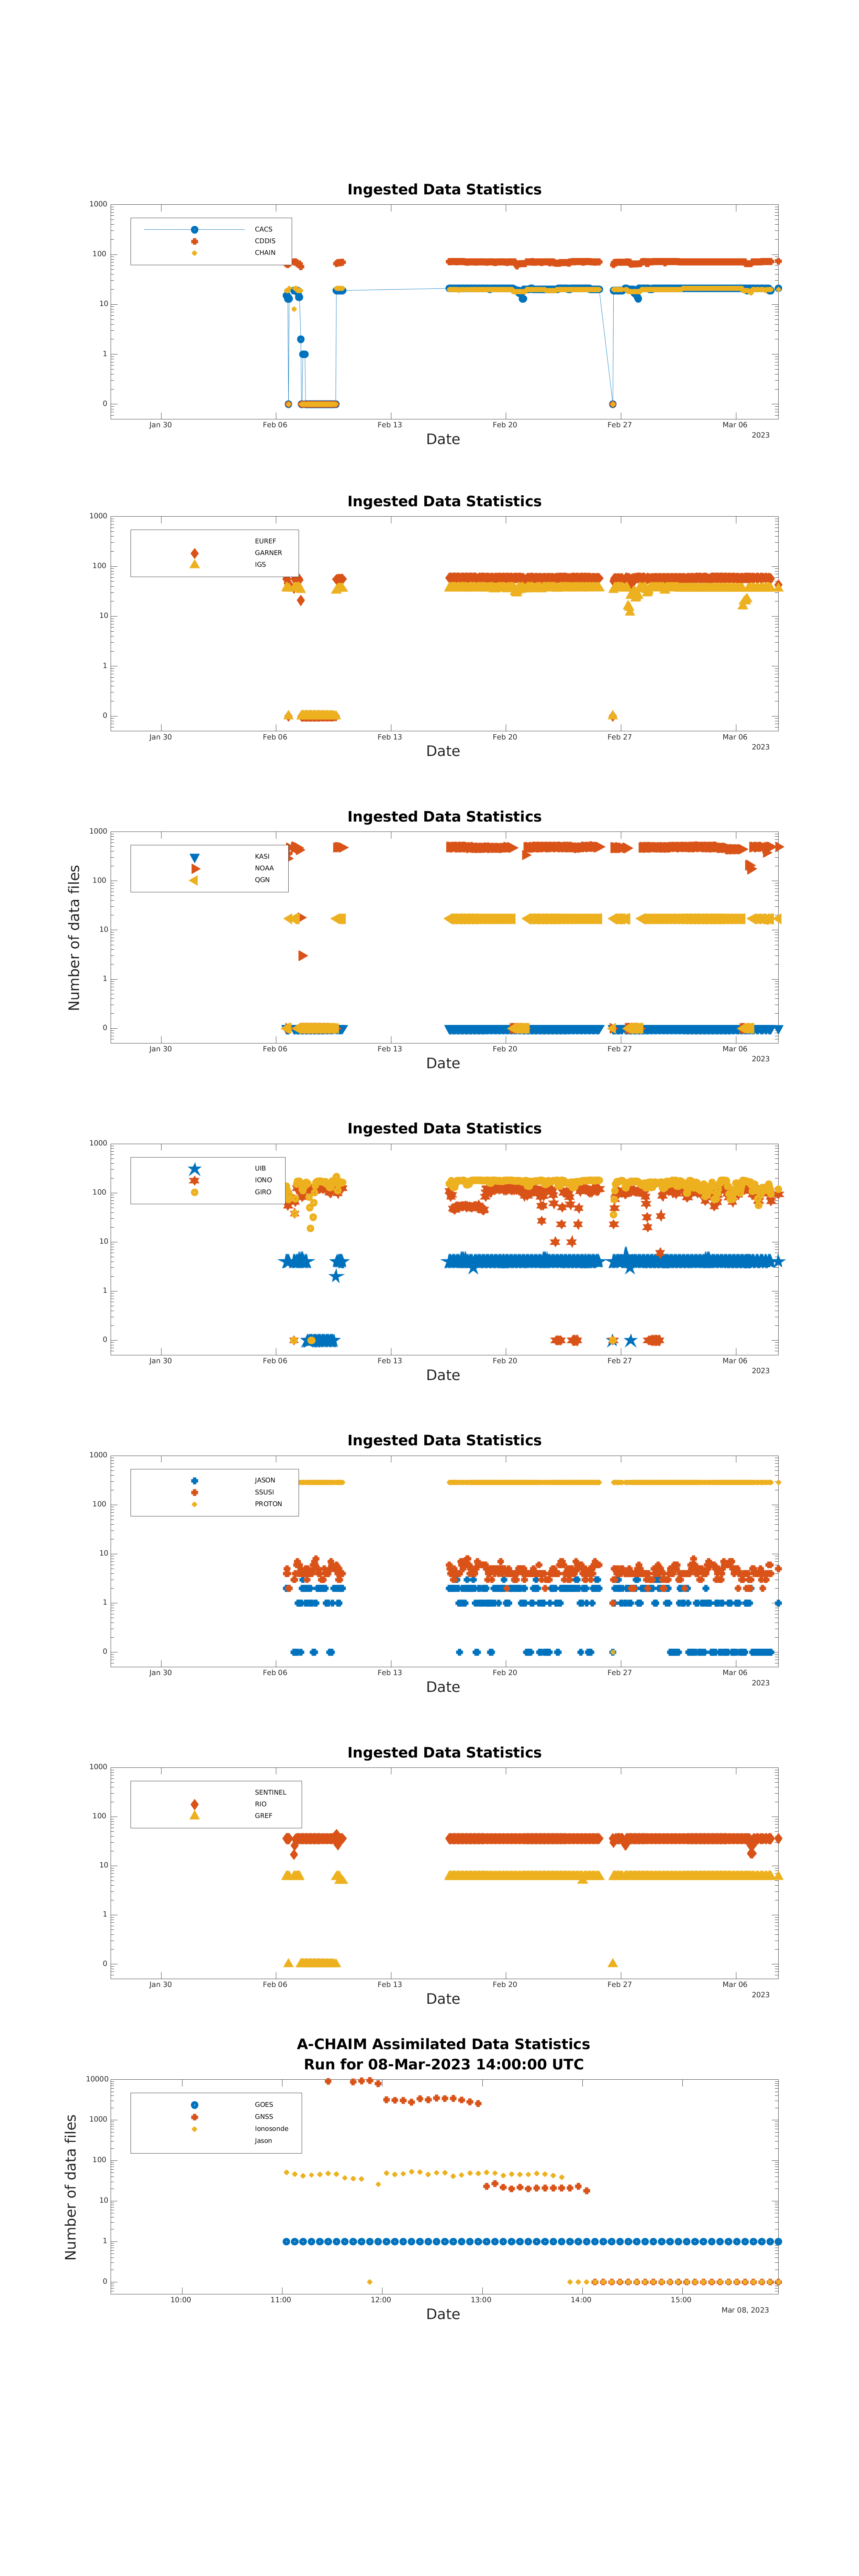 Ingested Data Statistics
1000
100
10
1
0
CACS
CDDIS
CHAIN
Jan 30
Feb 06
Feb 13
Feb 20
Feb 27
Mar 06
2023
Date
Ingested Data Statistics
1000
100
10
1
0
EUREF
GARNER
IGS
Jan 30
Feb 06
Feb 13
Feb 20
Feb 27
Mar 06
2023
Date
Ingested Data Statistics
Number of data files
1000
100
10
1
0
KASI
NOAA
QGN
Jan 30
Feb 06
Feb 13
Feb 20
Feb 27
Mar 06
2023
Date
Ingested Data Statistics
1000
100
10
1
0
UIB
IONO
GIRO
Jan 30
Feb 06
Feb 13
Feb 20
Feb 27
Mar 06
2023
Date
Ingested Data Statistics
1000
100
10
1
0
JASON
SSUSI
PROTON
Jan 30
Feb 06
Feb 13
Feb 20
Feb 27
Mar 06
2023
Date
Ingested Data Statistics
1000
100
10
1
0
SENTINEL
RIO
GREF
Jan 30
Feb 06
Feb 13
Feb 20
Feb 27
Mar 06
2023
Date
A-CHAIM Assimilated Data Statistics
Run for 08-Mar-2023 14:00:00 UTC
Number of data files
10000
1000
100
10
1
0
GOES
GNSS
Ionosonde
Jason
10:00
11:00
12:00
13:00
14:00
15:00
Mar 08, 2023
Date